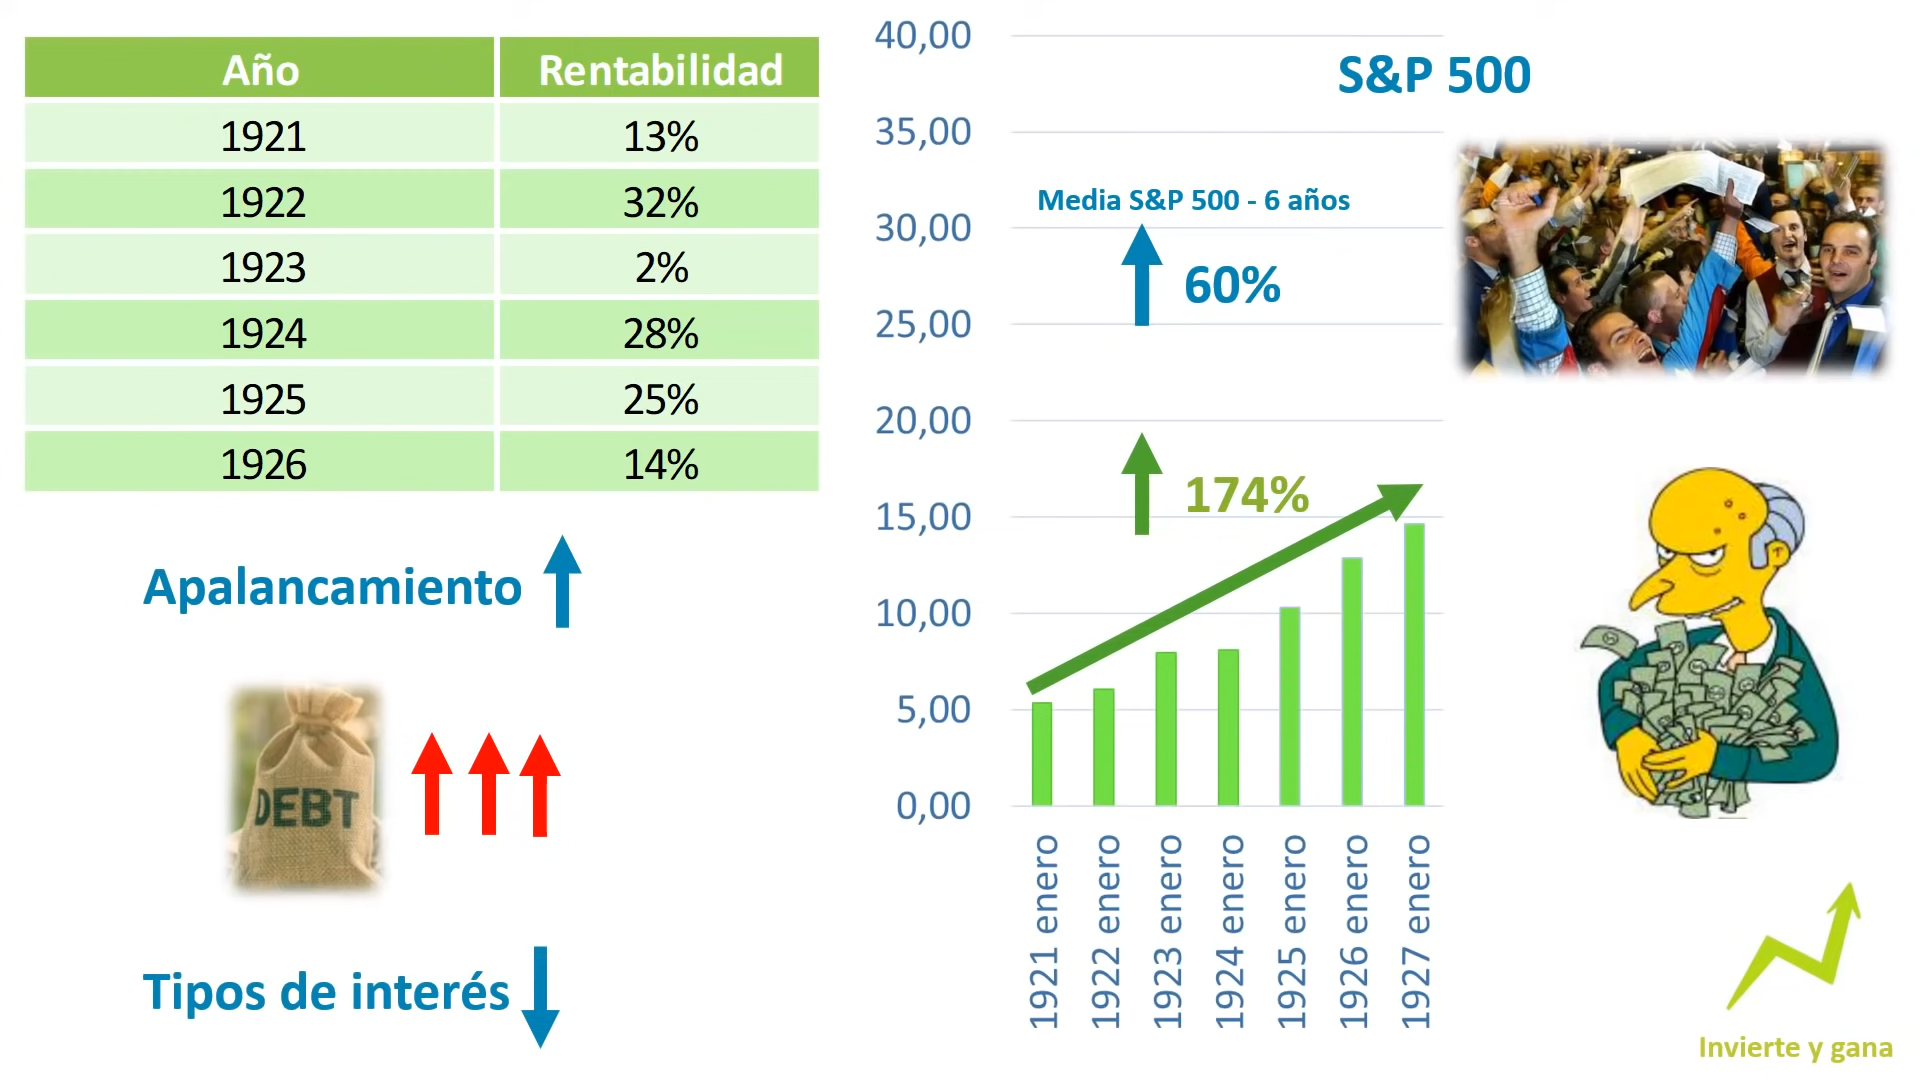 Año Rentabilidad
1921 13%
1922 32%
1923 2%
1924 28%
1925 25%
1926 14%
Apalancamiento
DEBT
Tipos de interés
S&P 500
Media S&P 500 - 6 años
60%
174%
40,00
35,00
30,00
25,00
20,00
15,00
10,00
5,00
0,00
1921 enero
1922 enero
1923 enero
1924 enero
1925 enero
1926 enero
1927 enero
Invierte y gana